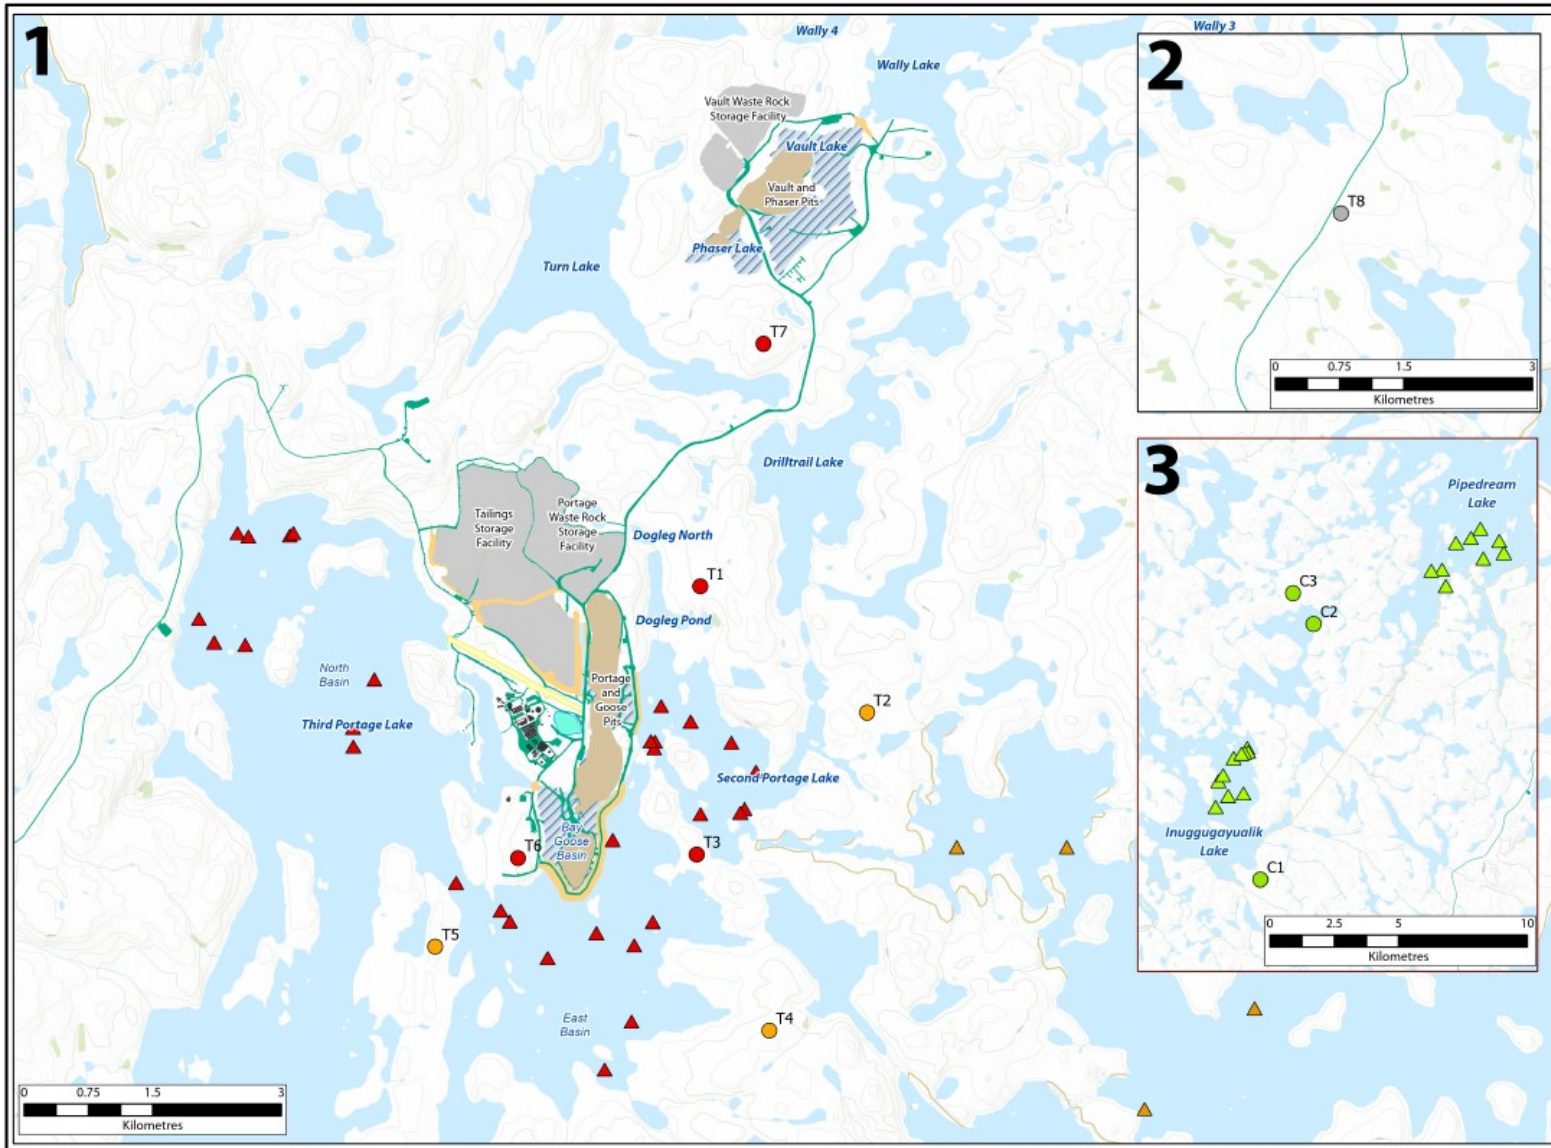 1
Wally 4
Wally Lake
Vault Waste Rock
Storage Facility
Vault Lake
Vault and
Phaser Pits
Phaser Lake
Turn Lake
T7
Drilltrail Lake
Tailings
Storage
Facility
Portage
Waste Rock
Storage
Facility
Dogleg North
T1
Dogleg Pond
North
Basin
Third Portage Lake
Portage
and
Goose
Pits
T2
Second Portage Lake
Bay
Goose
Basin
T6
T3
T5
T4
East
Basin
0 0.75 1.5 3
Kilometres
Wally 3
2
T8
0 0.75 1.5 3
Kilometres
3
Pipedream
Lake
C3
C2
Inuggugayualik
Lake
C1
0 2.5 5 10
Kilometres